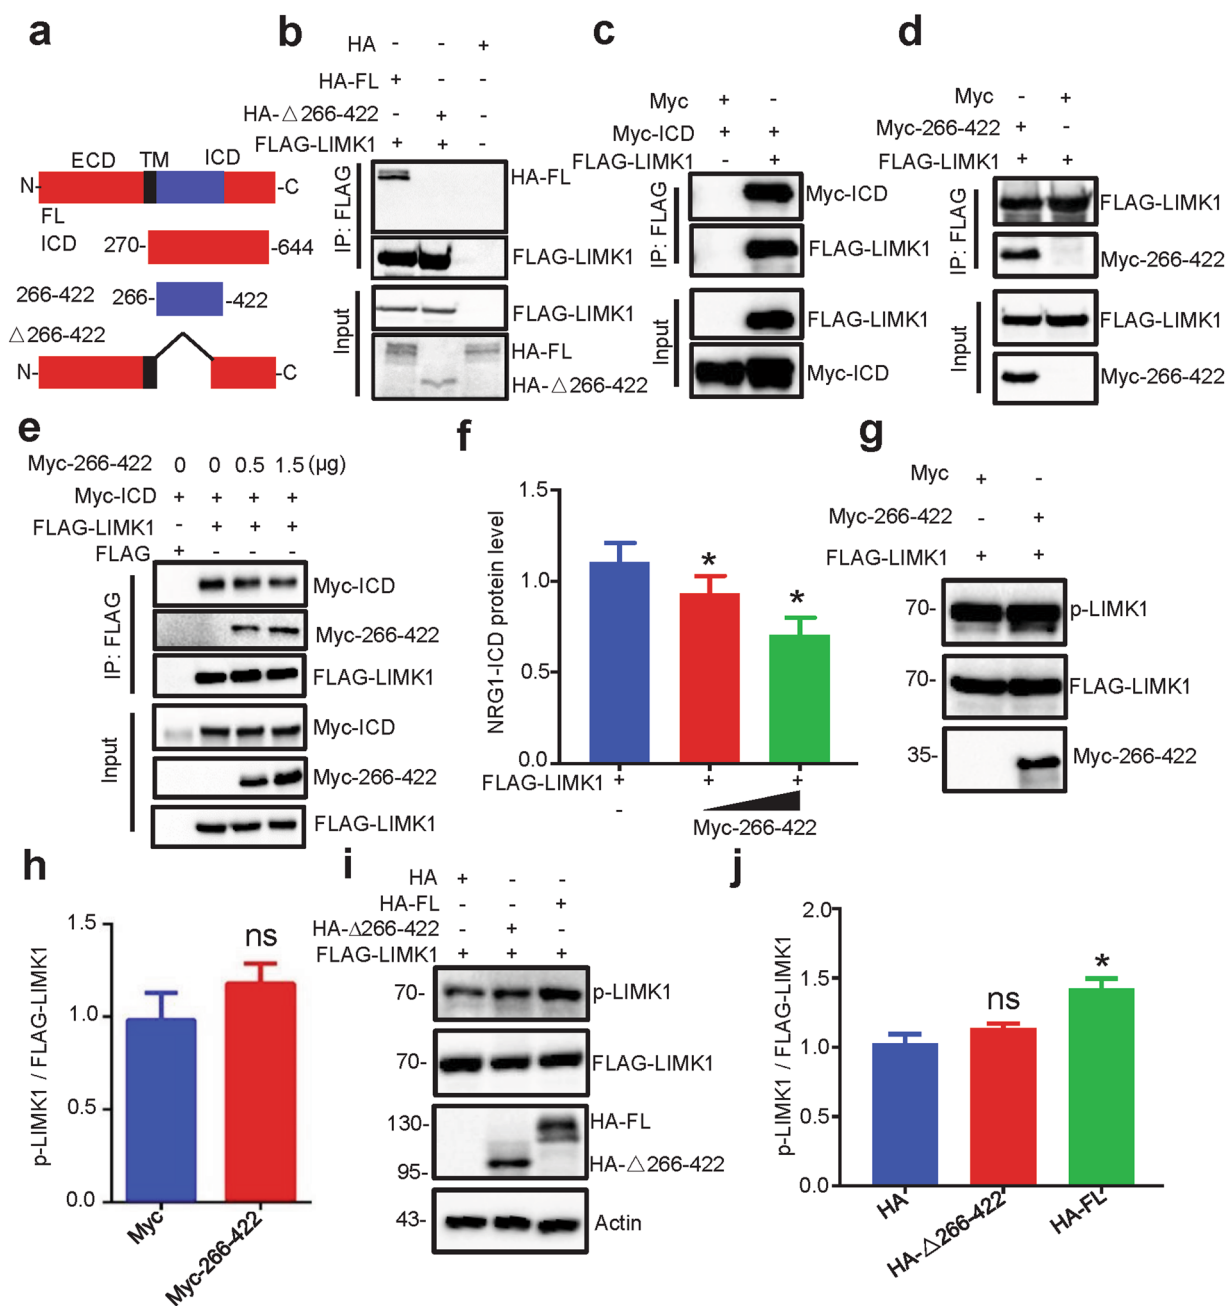 a
ECD TM ICD
N- -C
FL
ICD 270- -644
266-422 266- -422
△266-422
N- -C
b
HA - - +
HA-FL + - -
HA-△266-422 - + -
FLAG-LIMK1 + + -
IP: FLAG
HA-FL
FLAG-LIMK1
Input
FLAG-LIMK1
HA-FL
HA-△266-422
c
Myc + -
Myc-ICD + +
FLAG-LIMK1 - +
IP: FLAG
Myc-ICD
FLAG-LIMK1
Input
FLAG-LIMK1
Myc-ICD
d
Myc - +
Myc-266-422 + -
FLAG-LIMK1 + +
IP: FLAG
FLAG-LIMK1
Myc-266-422
Input
FLAG-LIMK1
Myc-266-422
e
Myc-266-422 0 0 0.5 1.5 (µg)
Myc-ICD + + + +
FLAG-LIMK1 - + + +
FLAG + - - -
IP: FLAG
Myc-ICD
Myc-266-422
FLAG-LIMK1
Input
Myc-ICD
Myc-266-422
FLAG-LIMK1
f
NRG1-ICD protein level
1.5
1.0
0.5
0.0
* *
FLAG-LIMK1 + + +
-
Myc-266-422
g
Myc + -
Myc-266-422 - +
FLAG-LIMK1 + +
70- p-LIMK1
70- FLAG-LIMK1
35- Myc-266-422
h
p-LIMK1 / FLAG-LIMK1
1.5
1.0
0.5
0.0
ns
Myc
Myc-266-422
i
HA + - -
HA-FL - - +
HA-Δ266-422 - + -
FLAG-LIMK1 + + +
70- p-LIMK1
70- FLAG-LIMK1
130- HA-FL
95- HA-△266-422
43- Actin
j
p-LIMK1 / FLAG-LIMK1
2.0
1.5
1.0
0.5
0.0
ns
*
HA
HA-△266-422
HA-FL